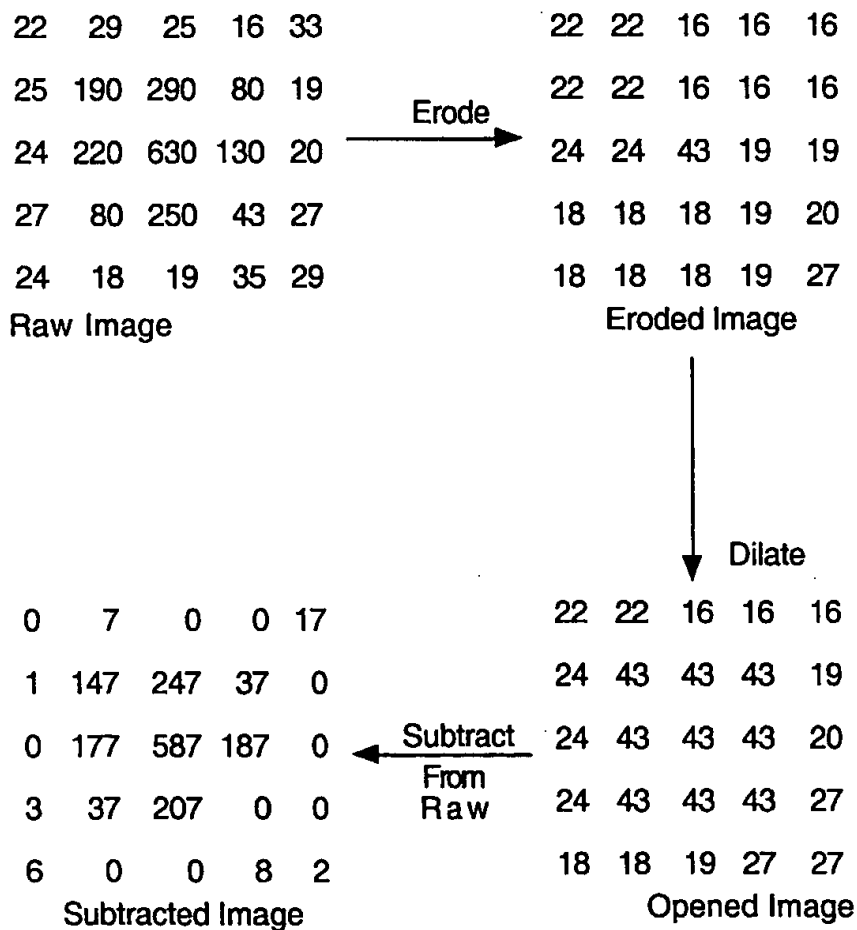 22 29 25 16 33
25 190 290 80 19
24 220 630 130 20
27 80 250 43 27
24 18 19 35 29
Raw Image
Erode
22 22 16 16 16
22 22 16 16 16
24 24 43 19 19
18 18 18 19 20
18 18 18 19 27
Eroded Image
Dilate
22 22 16 16 16
24 43 43 43 19
24 43 43 43 20
24 43 43 43 27
18 18 19 27 27
Opened Image
Subtract
From
Raw
0 7 0 0 17
1 147 247 37 0
0 177 587 187 0
3 37 207 0 0
6 0 0 8 2
Subtracted Image